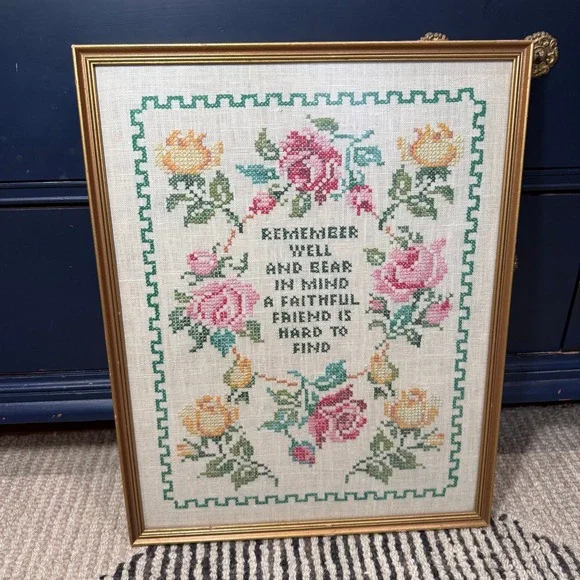 REMEMBER
WELL
AND BEAR
IN MIND
A FAITHFUL
FRIEND IS
HARD TO
FIND